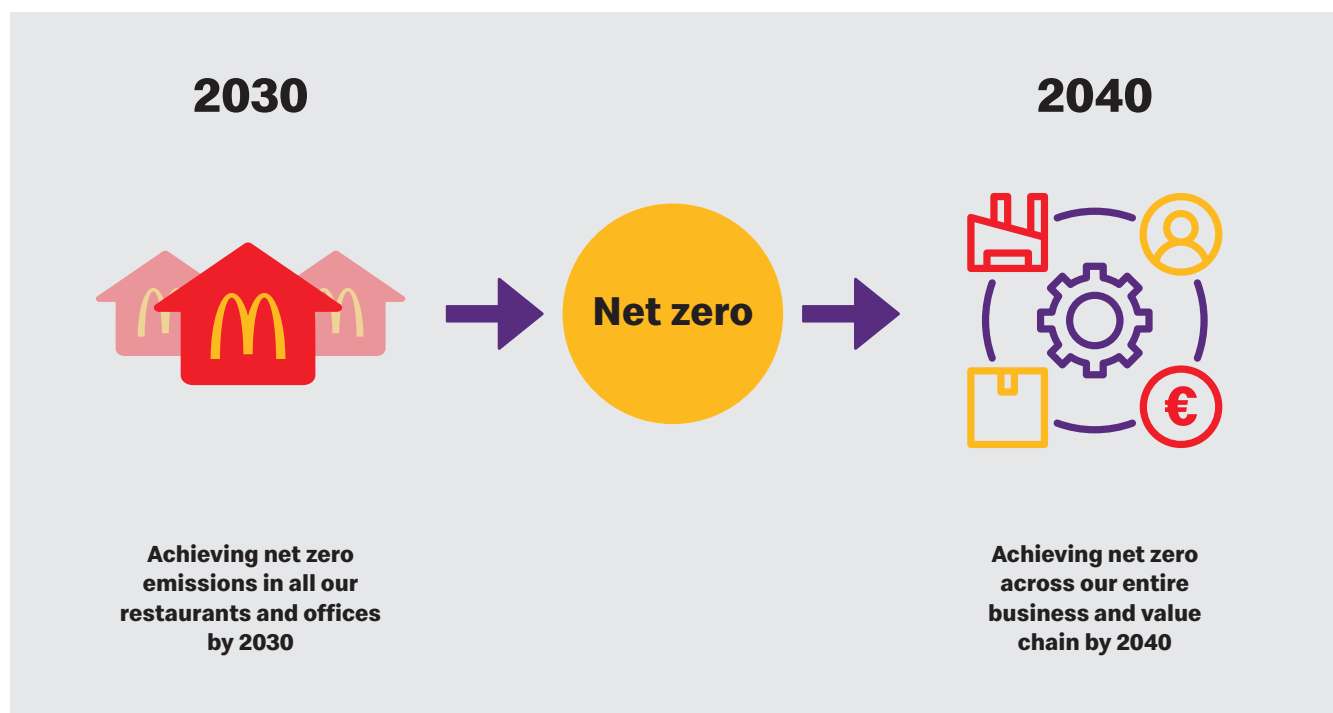 2030
2040
Net zero
€
Achieving net zero
emissions in all our
restaurants and offices
by 2030
Achieving net zero
across our entire
business and value
chain by 2040